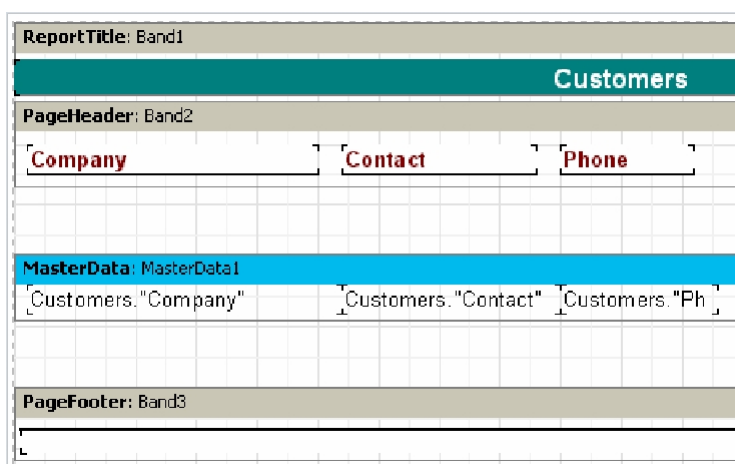 ReportTitle: Band1
Customers
PageHeader: Band2
Company Contact Phone
MasterData: MasterData1
Customers."Company" Customers."Contact" Customers."Ph
PageFooter: Band3